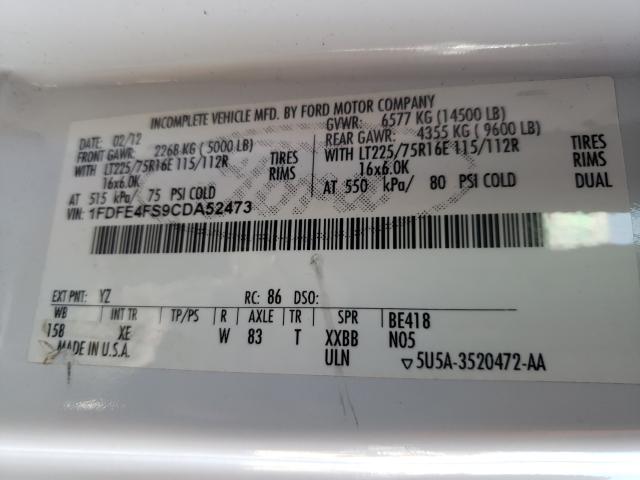 INCOMPLETE VEHICLE MFD. BY FORD MOTOR COMPANY
DATE: 02/12 GVWR: 6577 KG (14500 LB)
FRONT GAWR: 2268 KG (5000 LB) REAR GAWR: 4355 KG (9600 LB)
WITH LT225/75R16E 115/112R TIRES WITH LT225/75R16E 115/112R TIRES
16x6.0K RIMS 16x6.0K RIMS
AT 515 kPa/ 75 PSI COLD AT 550 kPa/ 80 PSI COLD DUAL
VIN: 1FDFE4FS9CDA52473
EXT PNT: YZ RC: 86 DSO:
WB INT TR TP/PS R AXLE TR SPR BE418
158 XE W 83 T XXBB N05
MADE IN U.S.A. ULN ▽5U5A-3520472-AA